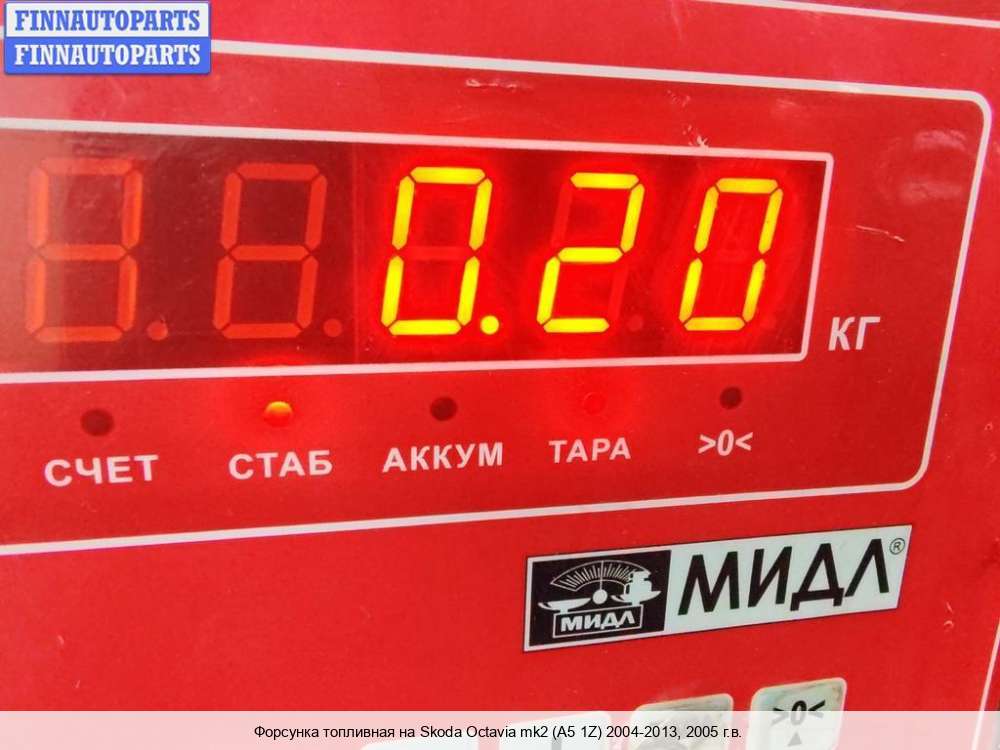 FINNAUTOPARTS
FINNAUTOPARTS
0.20
КГ
СЧЕТ СТАБ АККУМ ТАРА >0<
МИДЛ
МИДЛ®
>0<
Форсунка топливная на Skoda Octavia mk2 (A5 1Z) 2004-2013, 2005 г.в.